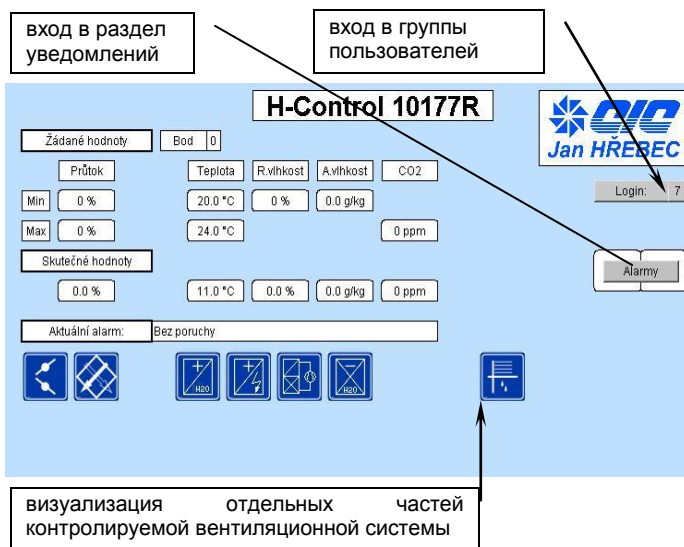 вход в раздел
уведомлений
вход в группы
пользователей
H-Control 10177R
CIC
Jan HŘEBEC
Žádané hodnoty
Bod 0
Průtok Teplota R.vlhkost A.vlhkost CO2
Login: 7
Min 0 % 20.0 °C 0 % 0.0 g/kg
Max 0 % 24.0 °C 0 ppm
Skutečné hodnoty
Alarmy
0.0 % 11.0 °C 0.0 % 0.0 g/kg 0 ppm
Aktuální alarm: Bez poruchy
H20
H20
визуализация отдельных частей
контролируемой вентиляционной системы